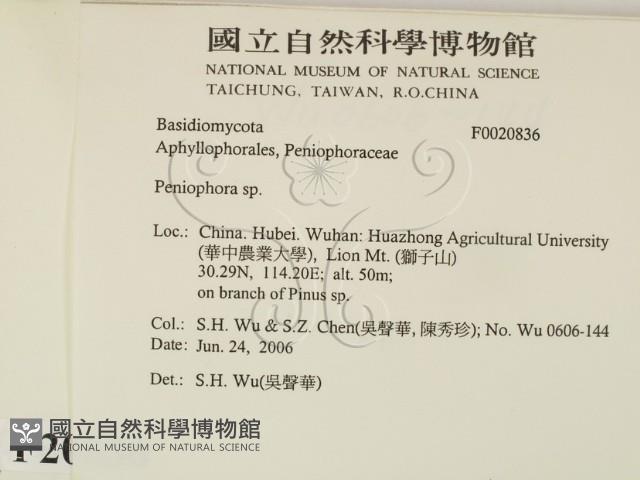 國立自然科學博物館
NATIONAL MUSEUM OF NATURAL SCIENCE
TAICHUNG, TAIWAN, R.O.CHINA
Basidiomycota F0020836
Aphyllophorales, Peniophoraceae
Peniophora sp.
Loc.: China. Hubei. Wuhan: Huazhong Agricultural University
(華中農業大學), Lion Mt. (獅子山)
30.29N, 114.20E; alt. 50m;
on branch of Pinus sp.
Col.: S.H. Wu & S.Z. Chen(吳聲華, 陳秀珍); No. Wu 0606-144
Date: Jun. 24, 2006
Det.: S.H. Wu(吳聲華)
國立自然科學博物館
NATIONAL MUSEUM OF NATURAL SCIENCE